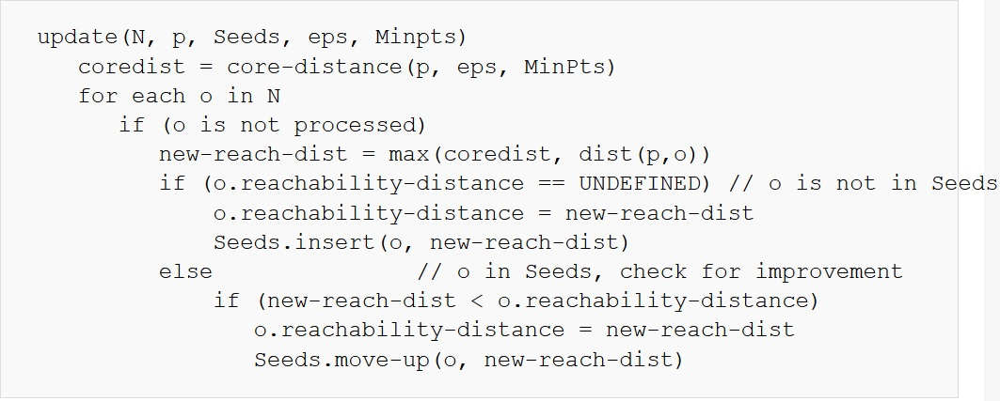 update(N, p, Seeds, eps, Minpts)
coredist = core-distance(p, eps, MinPts)
for each o in N
if (o is not processed)
new-reach-dist = max(coredist, dist(p,o))
if (o.reachability-distance == UNDEFINED) // o is not in Seeds
o.reachability-distance = new-reach-dist
Seeds.insert(o, new-reach-dist)
else // o in Seeds, check for improvement
if (new-reach-dist < o.reachability-distance)
o.reachability-distance = new-reach-dist
Seeds.move-up(o, new-reach-dist)